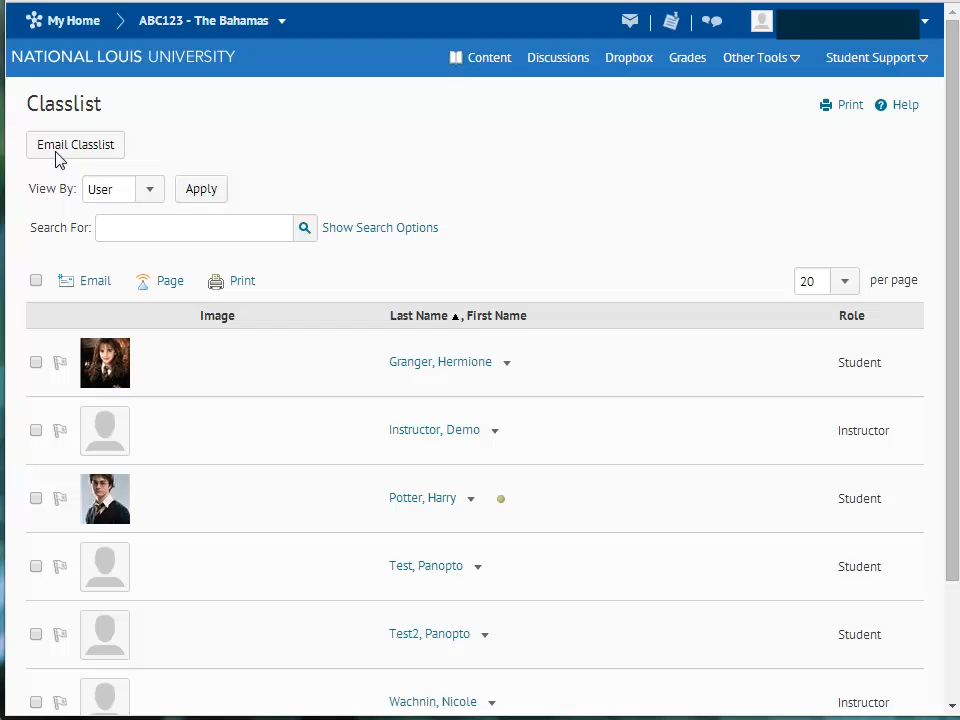 My Home ABC123 - The Bahamas
NATIONAL LOUIS UNIVERSITY Content Discussions Dropbox Grades Other Tools Student Support
Classlist Print Help
Email Classlist
View By: User Apply
Search For: Show Search Options
Email Page Print 20 per page
Image Last Name ▲, First Name Role
Granger, Hermione Student
Instructor, Demo Instructor
Potter, Harry Student
Test, Panopto Student
Test2, Panopto Student
Wachnin, Nicole Instructor